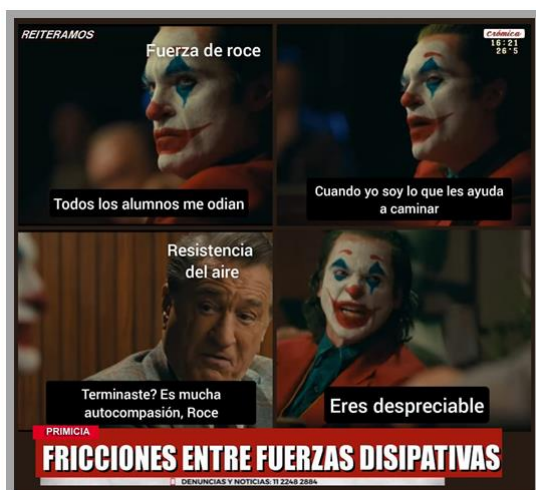 REITERAMOS
Fuerza de roce
Crónica
16:21
26°5
Todos los alumnos me odian
Cuando yo soy lo que les ayuda
a caminar
Resistencia
del aire
Terminaste? Es mucha
autocompasión, Roce
Eres despreciable
PRIMICIA
FRICCIONES ENTRE FUERZAS DISIPATIVAS
DENUNCIAS Y NOTICIAS: 11 2248 2884